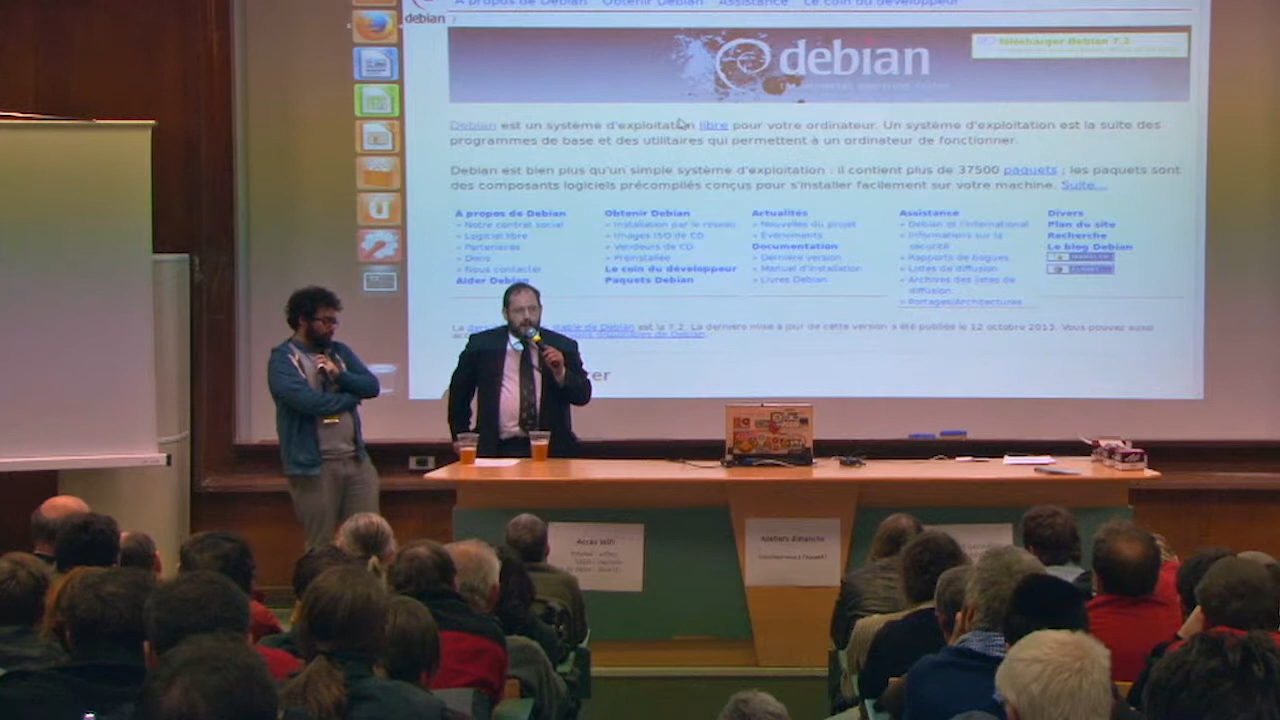 A propos de Debian Obtenir Debian Assistance Le coin du développeur
debian /
debian
Télécharger Debian 7.2
Debian est un système d'exploitation libre pour votre ordinateur. Un système d'exploitation est la suite des
programmes de base et des utilitaires qui permettent à un ordinateur de fonctionner.
Debian est bien plus qu'un simple système d'exploitation : il contient plus de 37500 paquets ; les paquets sont
des composants logiciels précompilés conçus pour s'installer facilement sur votre machine. Suite...
A propos de Debian
» Notre contrat social
» Logiciel libre
» Partenaires
» Dons
» Nous contacter
Aider Debian
Obtenir Debian
» Installation par le réseau
» Images ISO de CD
» Vendeurs de CD
» Préinstallée
Le coin du développeur
Paquets Debian
Actualités
» Nouvelles du projet
» Événements
Documentation
» Dernière version
» Manuel d'installation
» Livres Debian
Assistance
» Debian et l'international
» Informations sur la
sécurité
» Rapports de bogues
» Listes de diffusion
» Archives des listes de
diffusion
» Portages/Architectures
Divers
Plan du site
Recherche
Le blog Debian
La stable de Debian est la 7.2. La dernière mise à jour de cette version a été publiée le 12 octobre 2013. Vous pouvez aussi
disponibles de Debian.
Accès Wifi
Ateliers dimanche